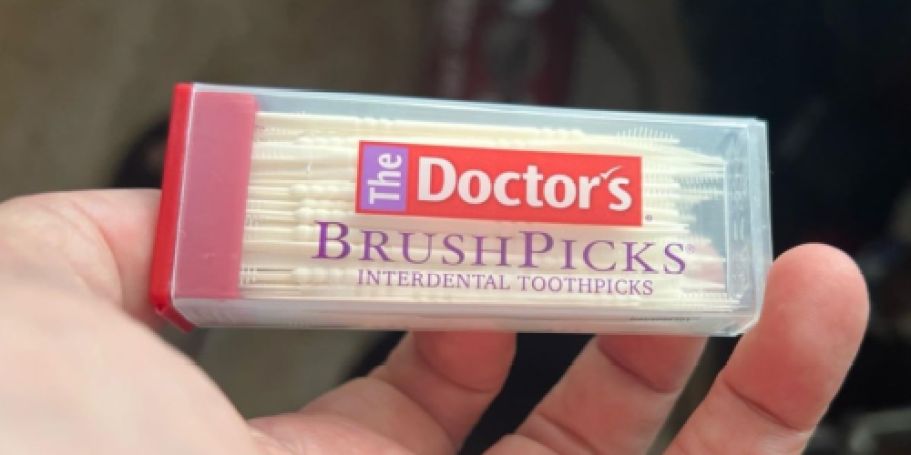 The Doctor's®
BRUSHPICKS®
INTERDENTAL TOOTHPICKS